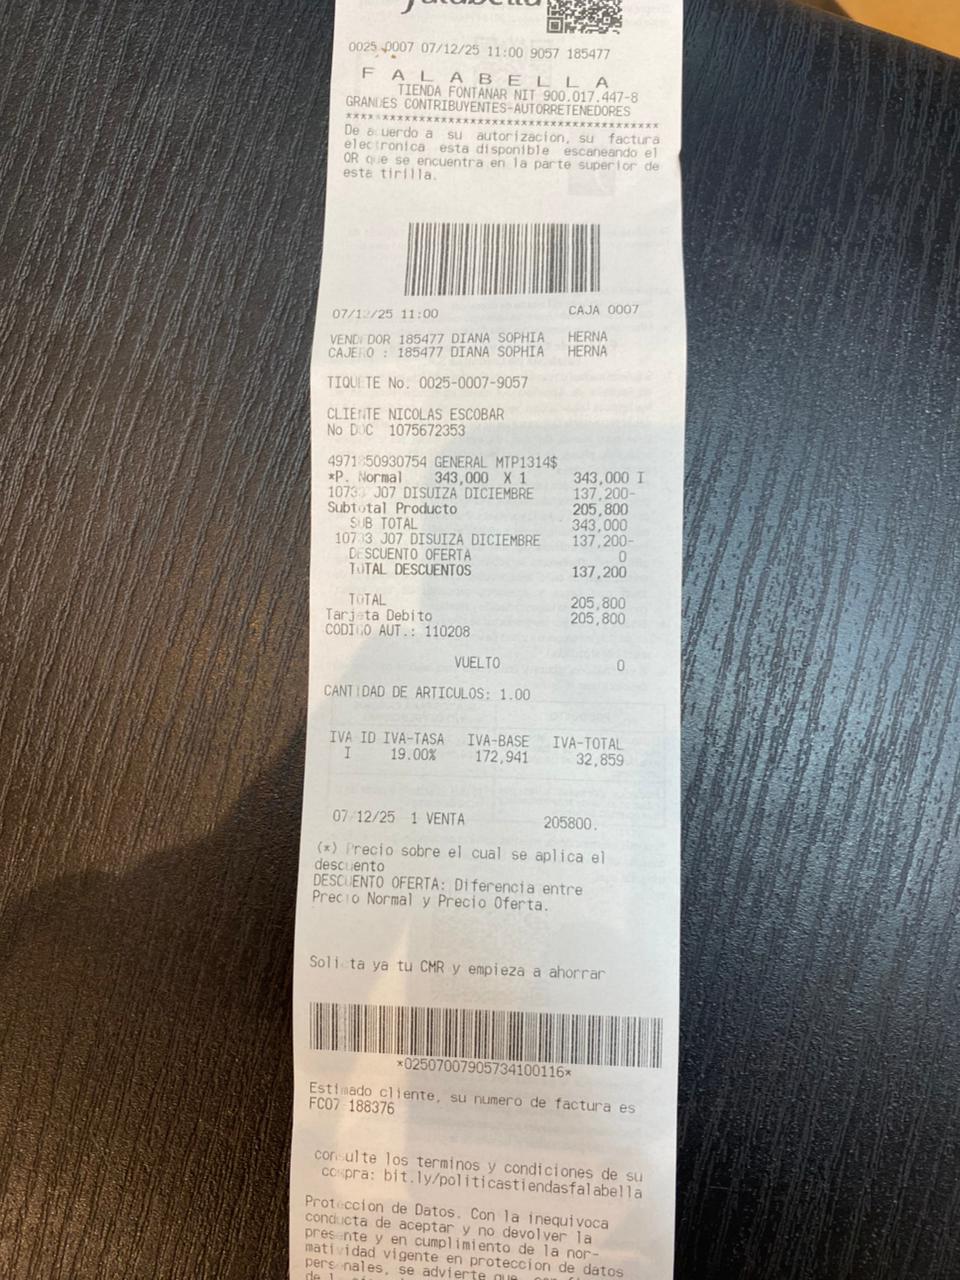 falabella
0025 0007 07/12/25 11:00 9057 185477
F A L A B E L L A
TIENDA FONTANAR NIT 900.017.447-8
GRANDES CONTRIBUYENTES-AUTORRETENEDORES
************************************************
De acuerdo a su autorizacion, su factura
electronica esta disponible escaneando el
QR que se encuentra en la parte superior de
esta tirilla.
07/12/25 11:00 CAJA 0007
VENDEDOR 185477 DIANA SOPHIA HERNA
CAJERO : 185477 DIANA SOPHIA HERNA
TIQUETE No. 0025-0007-9057
CLIENTE NICOLAS ESCOBAR
No DOC 1075672353
GENERAL MTP1314$
*P. Normal 343,000 X 1 343,000 I
J07 DISUIZA DICIEMBRE 137,200-
Subtotal Producto 205,800
SUB TOTAL 343,000
J07 DISUIZA DICIEMBRE 137,200-
DESCUENTO OFERTA 0
TOTAL DESCUENTOS 137,200
TOTAL 205,800
Tarjeta Debito 205,800
CODIGO AUT.: 110208
VUELTO 0
CANTIDAD DE ARTICULOS: 1.00
IVA ID IVA-TASA IVA-BASE IVA-TOTAL
I 19.00% 172,941 32,859
07/12/25 1 VENTA 205800.
(*) Precio sobre el cual se aplica el
descuento
DESCUENTO OFERTA: Diferencia entre
Precio Normal y Precio Oferta.
Solicita ya tu CMR y empieza a ahorrar
*02507007905734100116*
Estimado cliente, su numero de factura es
FC07 188376
consulte los terminos y condiciones de su
compra: bit.ly/politicastiendasfalabella
Proteccion de Datos. Con la inequivoca
conducta de aceptar y no devolver la
presente y en cumplimiento de la nor-
matividad vigente en proteccion de datos
personales, se advierte que